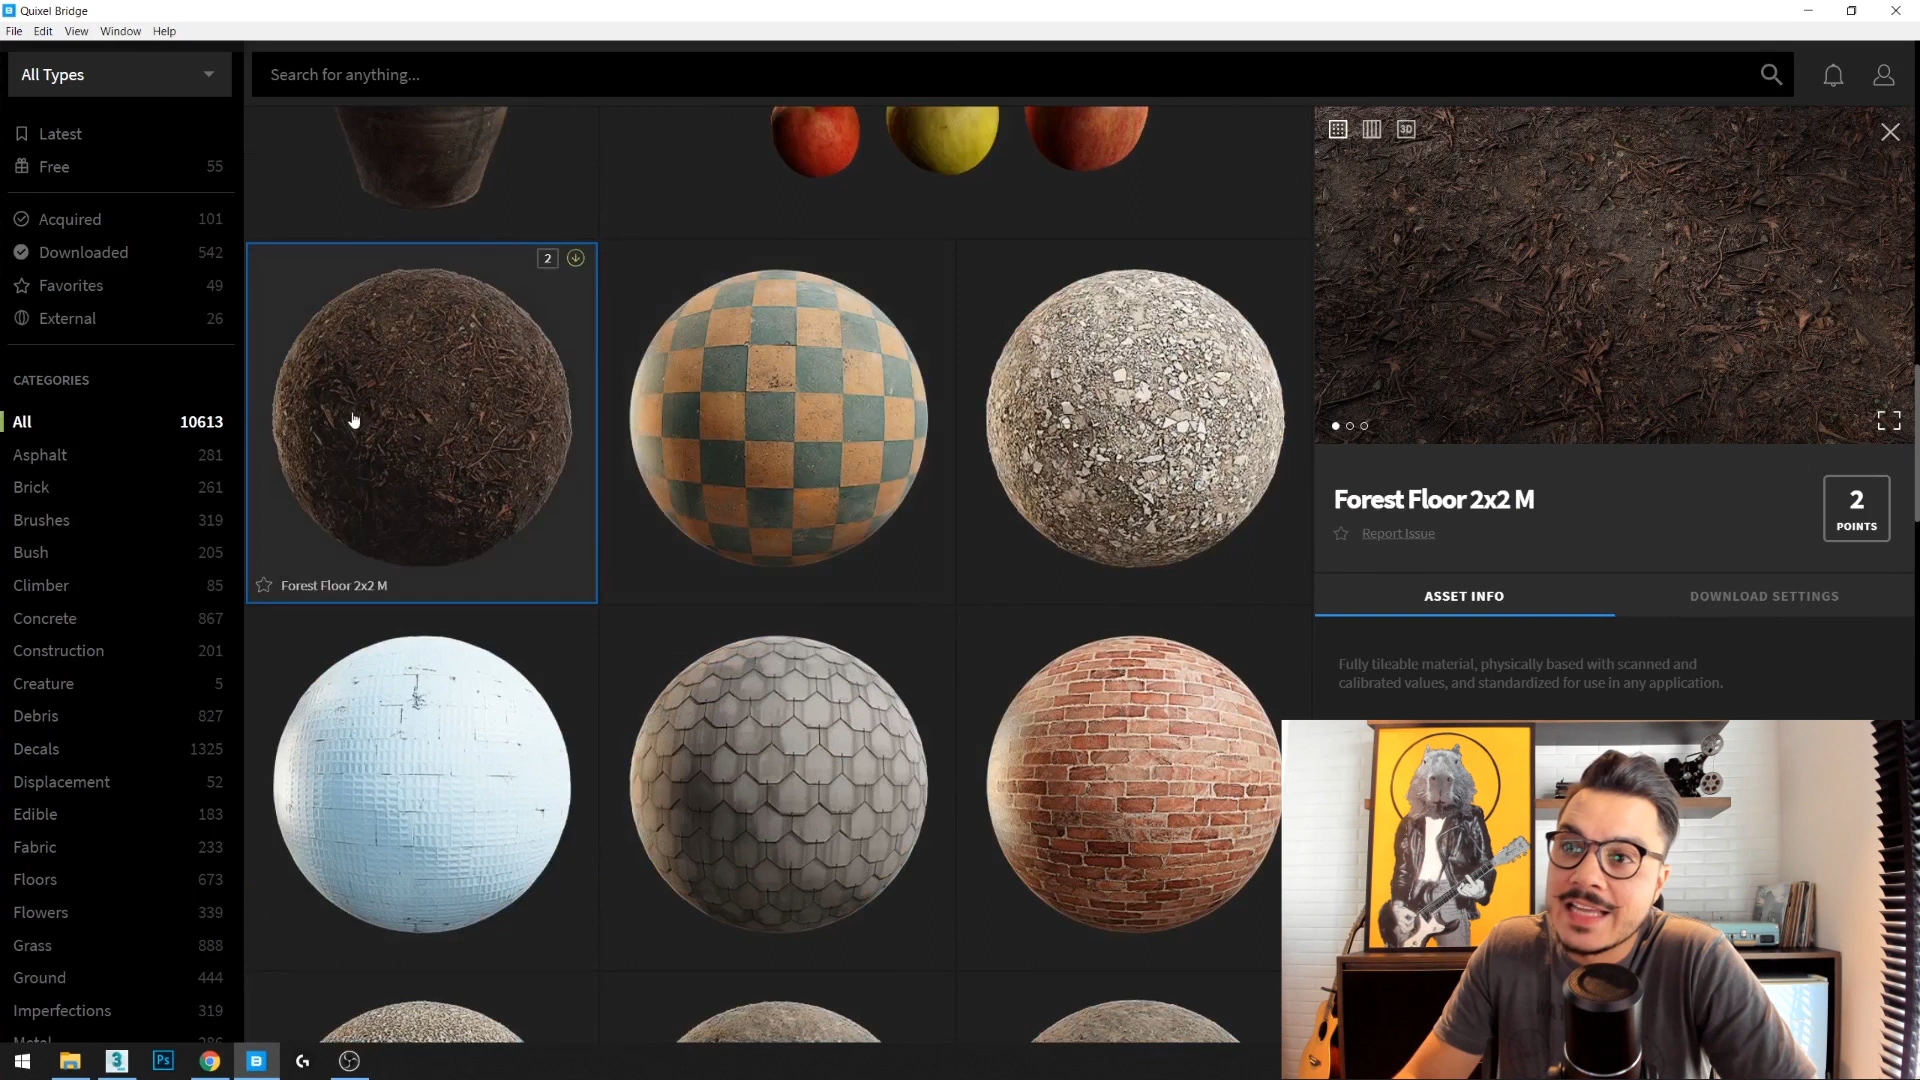 Quixel Bridge
File Edit View Window Help
All Types
Search for anything...
Latest
Free 55
Acquired 101
Downloaded 542
Favorites 49
External 26
CATEGORIES
All 10613
Asphalt 281
Brick 261
Brushes 319
Bush 205
Climber 85
Concrete 867
Construction 201
Creature 5
Debris 827
Decals 1325
Displacement 52
Edible 183
Fabric 233
Floors 673
Flowers 339
Grass 888
Ground 444
Imperfections 319
2
Forest Floor 2x2 M
3D
Forest Floor 2x2 M
Report Issue
2
POINTS
ASSET INFO
DOWNLOAD SETTINGS
Fully tileable material, physically based with scanned and
calibrated values, and standardized for use in any application.
3
Ps
B